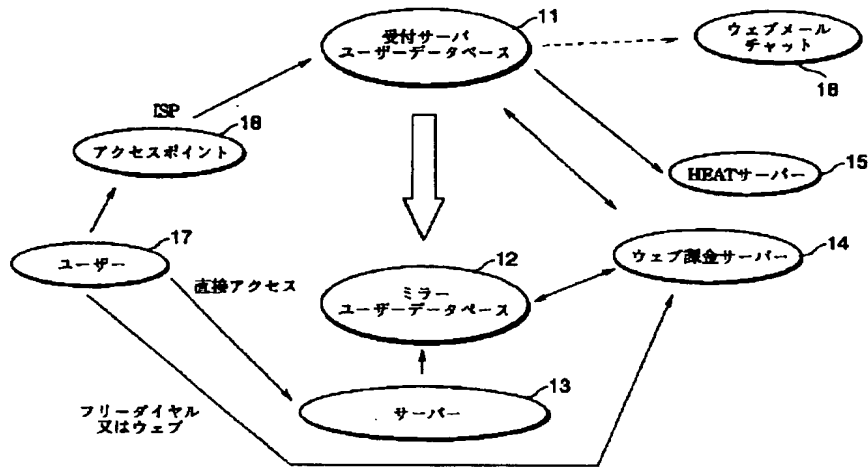 11
受付サーバ
ユーザーデータベース
ウェブメール
チャット
18
ISP
18
アクセスポイント
HEATサーバー
15
17
ユーザー
直接アクセス
12
ミラー
ユーザーデータベース
ウェブ課金サーバー
14
13
サーバー
フリーダイヤル
又はウェブ